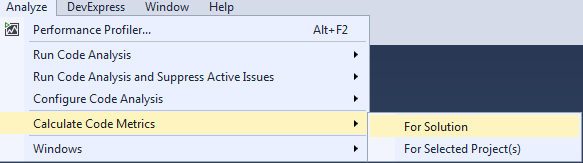 Analyze DevExpress Window Help
Performance Profiler... Alt+F2
Run Code Analysis
Run Code Analysis and Suppress Active Issues
Configure Code Analysis
Calculate Code Metrics
For Solution
Windows
For Selected Project(s)